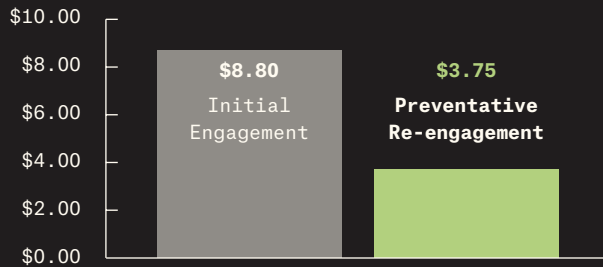 $10.00
$8.00
$6.00
$4.00
$2.00
$0.00
$8.80
Initial
Engagement
$3.75
Preventative
Re-engagement